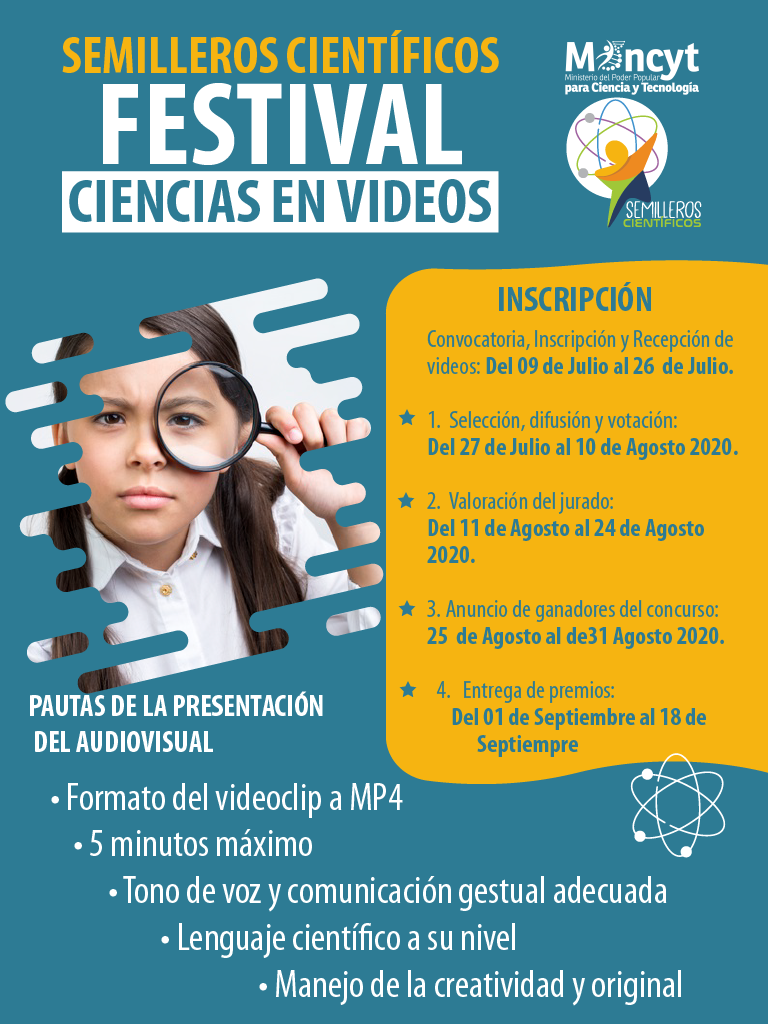 SEMILLEROS CIENTÍFICOS
FESTIVAL
CIENCIAS EN VIDEOS
Mincyt
Ministerio del Poder Popular
para Ciencia y Tecnología
SEMILLEROS
CIENTÍFICOS
INSCRIPCIÓN
Convocatoria, Inscripción y Recepción de
videos: Del 09 de Julio al 26 de Julio.
1. Selección, difusión y votación:
Del 27 de Julio al 10 de Agosto 2020.
2. Valoración del jurado:
Del 11 de Agosto al 24 de Agosto
2020.
3. Anuncio de ganadores del concurso:
25 de Agosto al de31 Agosto 2020.
4. Entrega de premios:
Del 01 de Septiembre al 18 de
Septiempre
PAUTAS DE LA PRESENTACIÓN
DEL AUDIOVISUAL
• Formato del videoclip a MP4
• 5 minutos máximo
• Tono de voz y comunicación gestual adecuada
• Lenguaje científico a su nivel
• Manejo de la creatividad y original